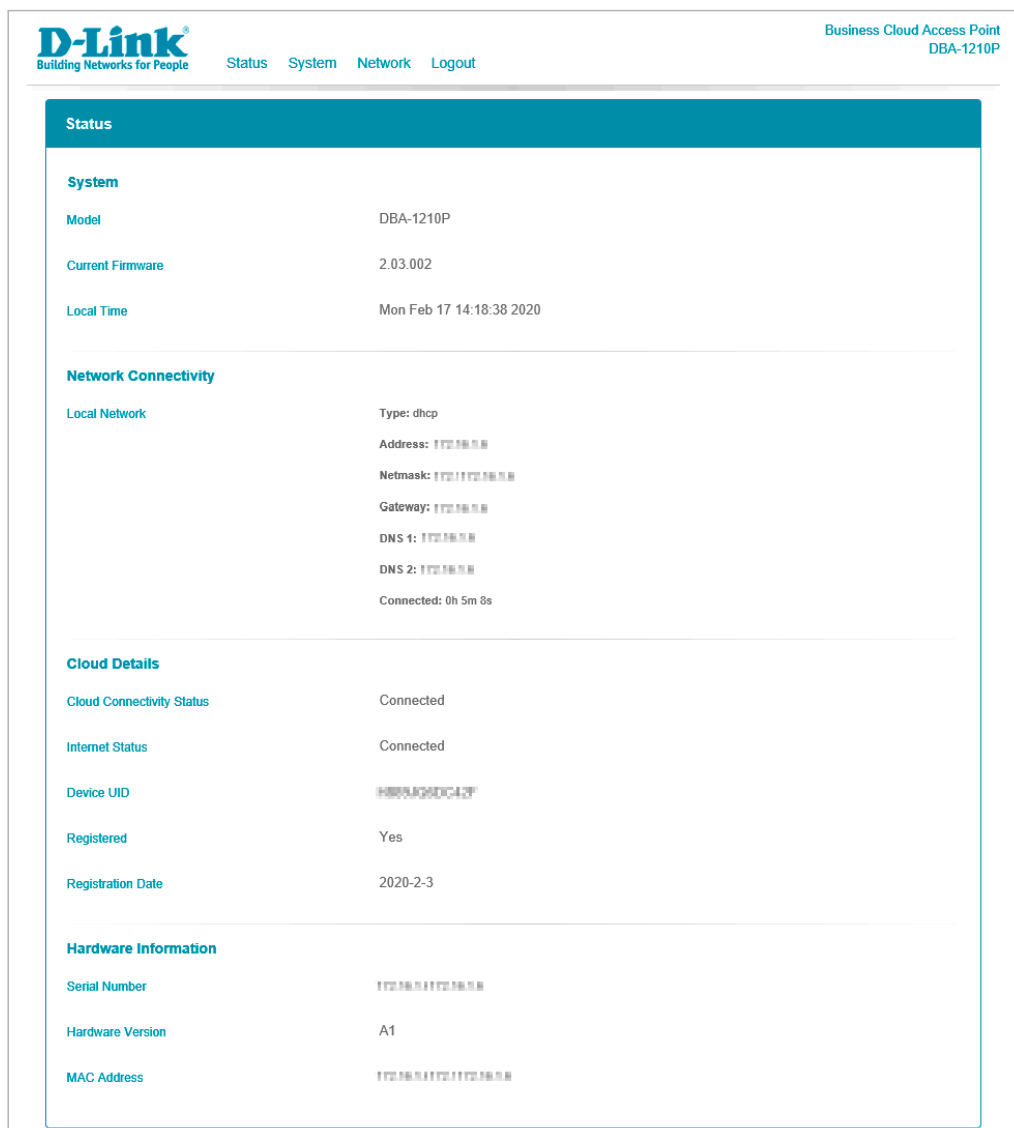 D-Link®
Building Networks for People
Status System Network Logout
Business Cloud Access Point
DBA-1210P
Status
System
Model DBA-1210P
Current Firmware 2.03.002
Local Time Mon Feb 17 14:18:38 2020
Network Connectivity
Local Network Type: dhcp
Address:
Netmask:
Gateway:
DNS 1:
DNS 2:
Connected: 0h 5m 8s
Cloud Details
Cloud Connectivity Status Connected
Internet Status Connected
Device UID
Registered Yes
Registration Date 2020-2-3
Hardware Information
Serial Number
Hardware Version A1
MAC Address